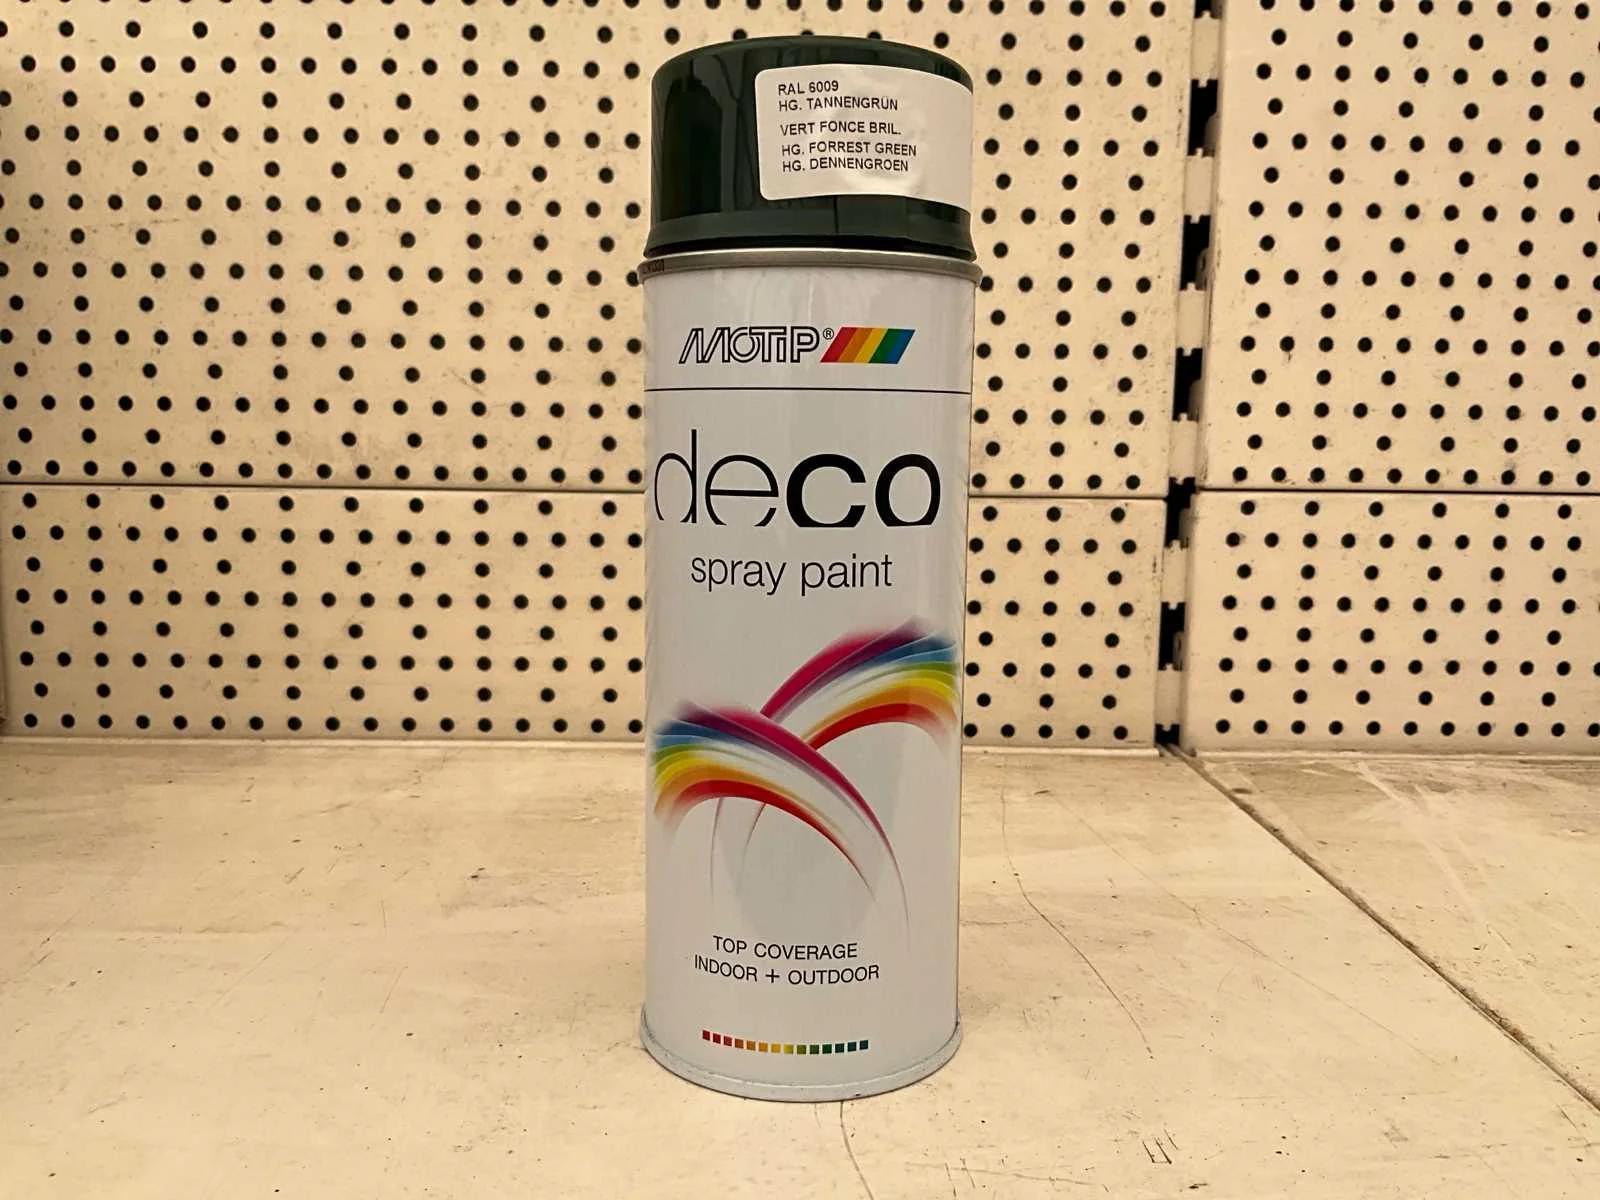 RAL 6009
HG. TANNENGRÜN
VERT FONCE BRIL.
HG. FORREST GREEN
HG. DENNENGROEN
MOTIP®
deco
spray paint
TOP COVERAGE
INDOOR + OUTDOOR